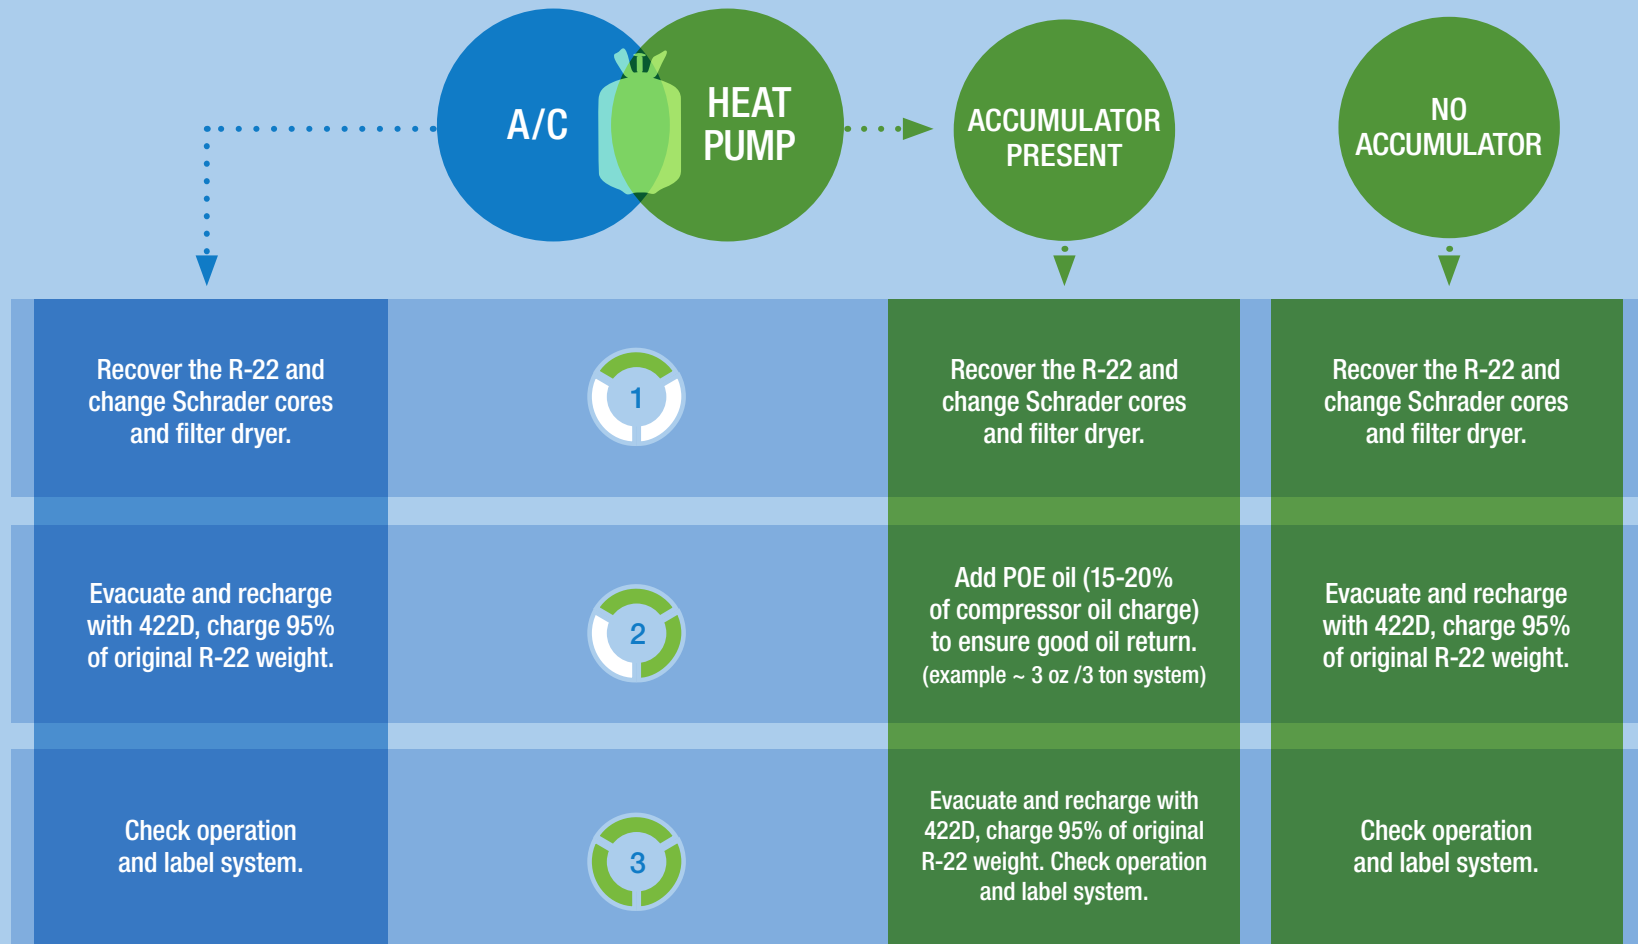 A/C
HEAT
PUMP
ACCUMULATOR
PRESENT
NO
ACCUMULATOR
Recover the R-22 and
change Schrader cores
and filter dryer.
1
Recover the R-22 and
change Schrader cores
and filter dryer.
Recover the R-22 and
change Schrader cores
and filter dryer.
Evacuate and recharge
with 422D, charge 95%
of original R-22 weight.
2
Add POE oil (15-20%
of compressor oil charge)
to ensure good oil return.
(example ~ 3 oz /3 ton system)
Evacuate and recharge
with 422D, charge 95%
of original R-22 weight.
Check operation
and label system.
3
Evacuate and recharge with
422D, charge 95% of original
R-22 weight. Check operation
and label system.
Check operation
and label system.